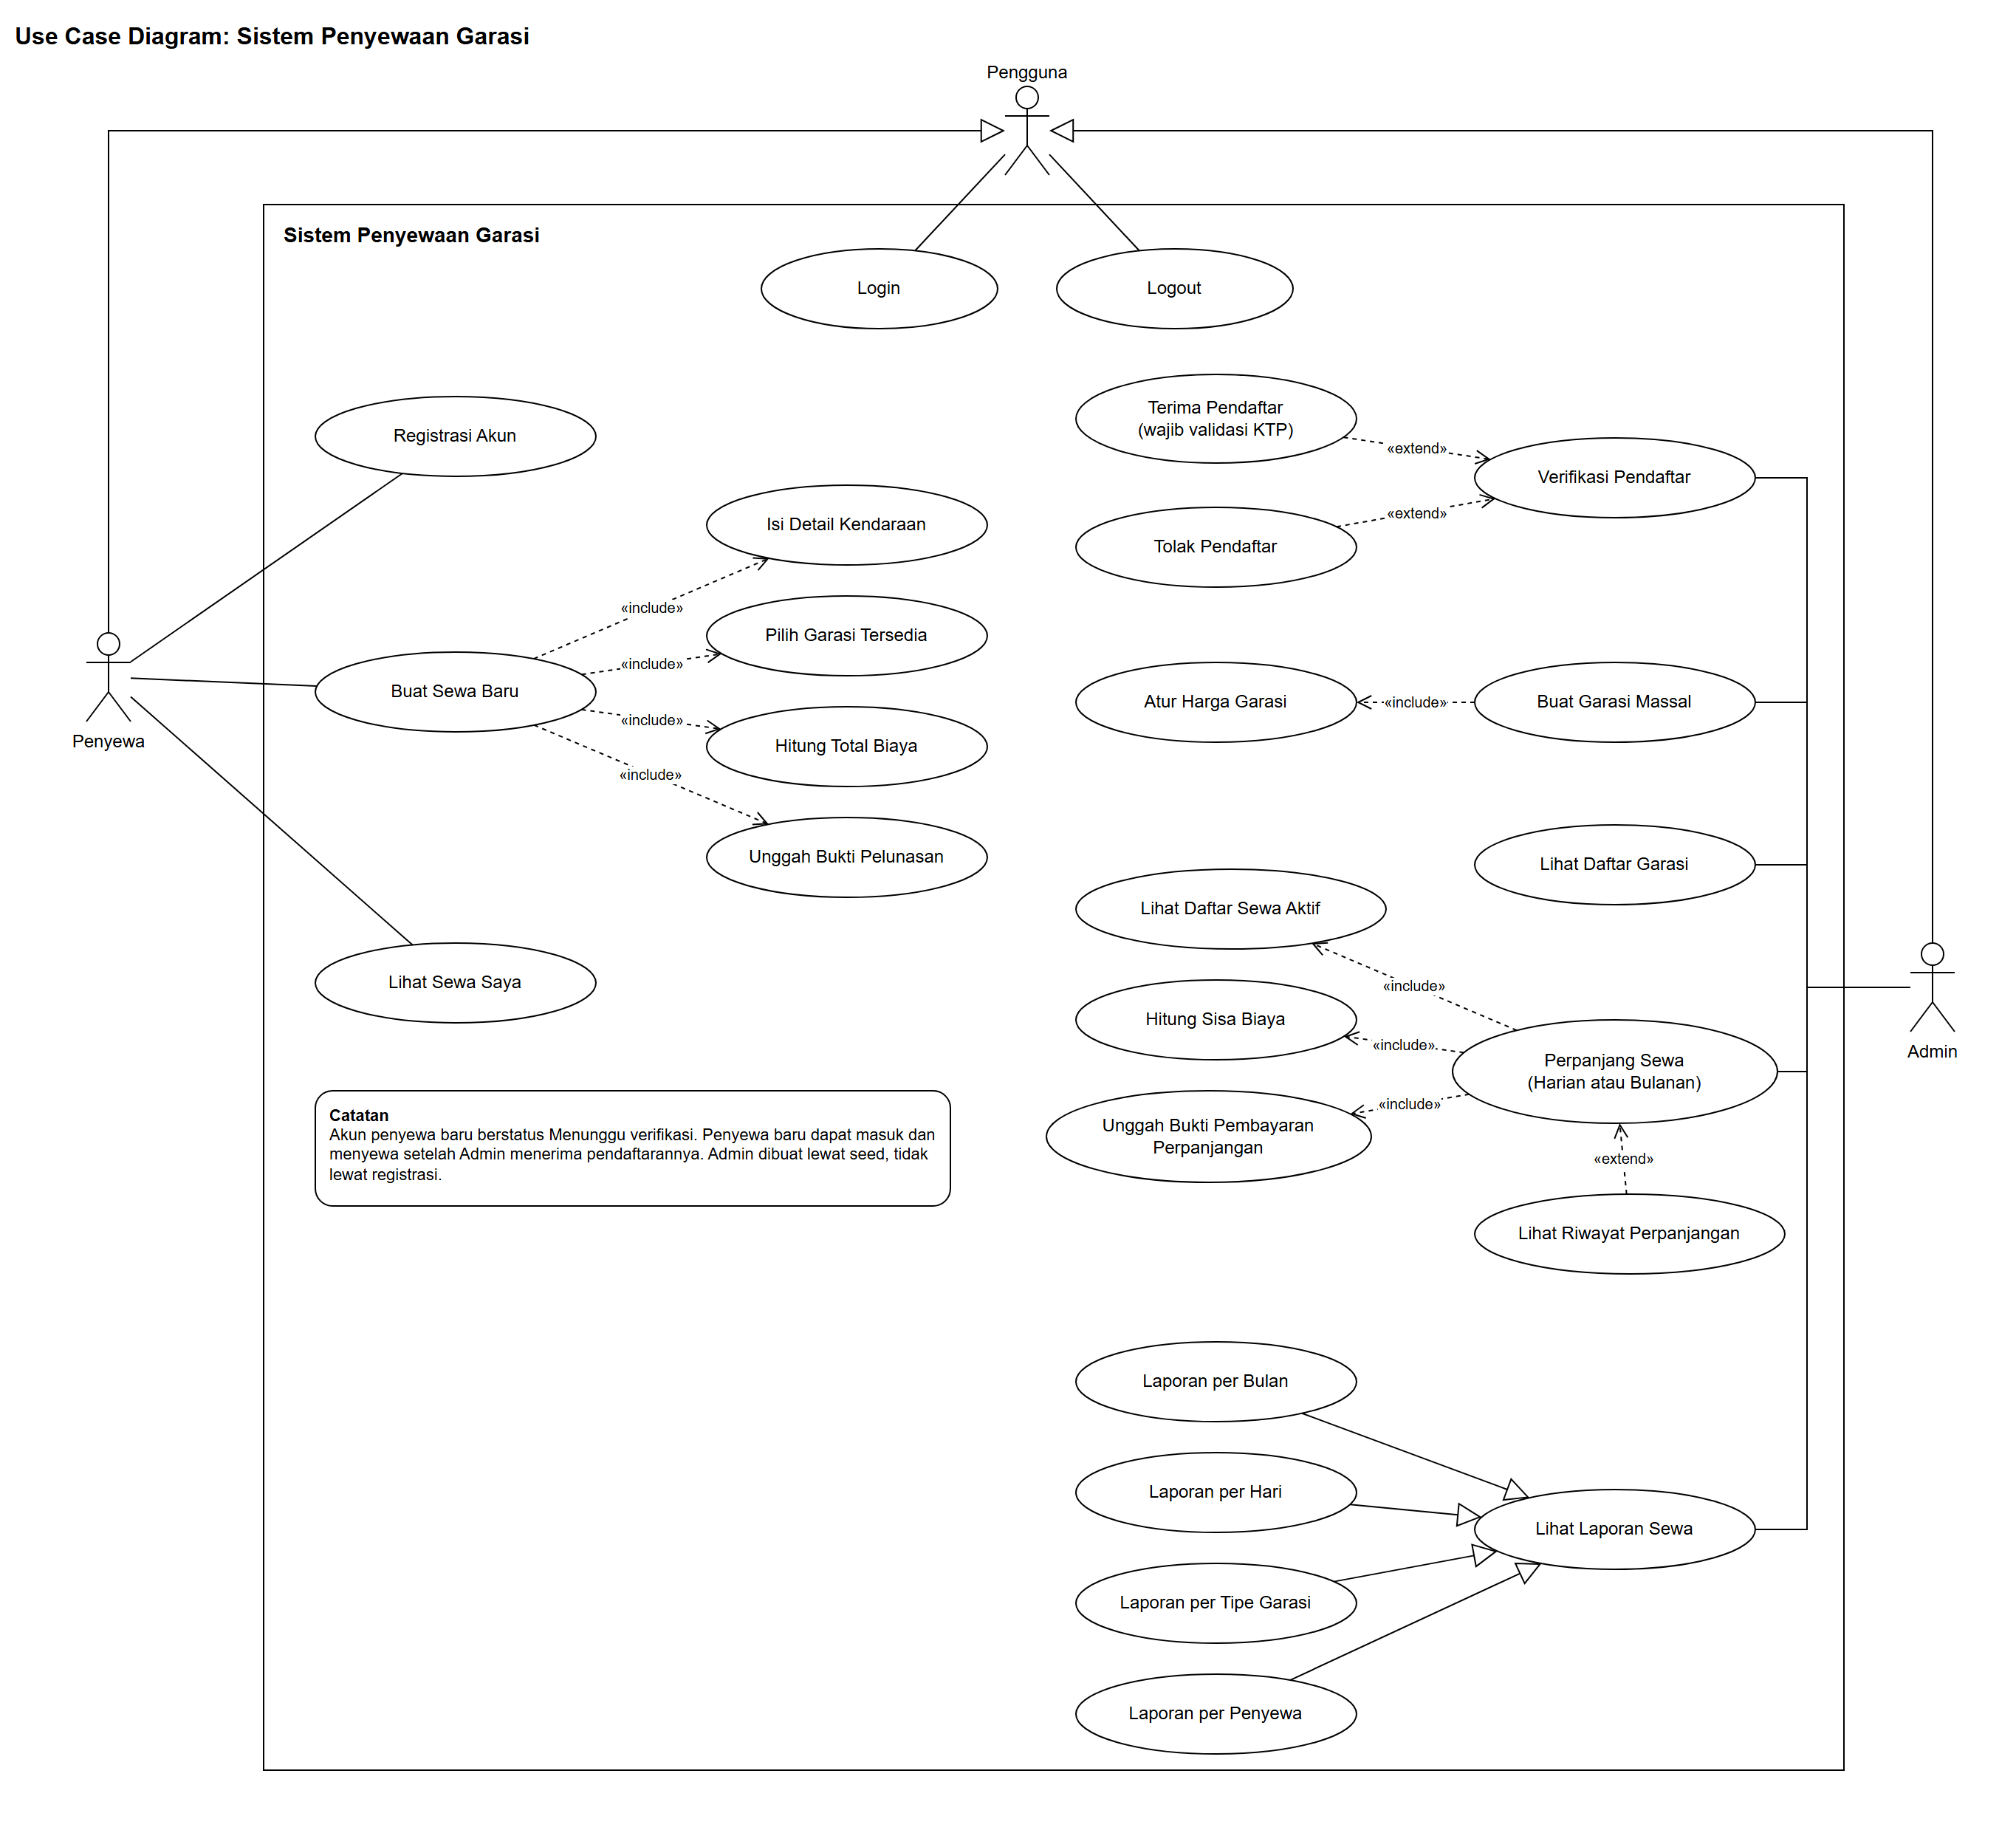 Use Case Diagram: Sistem Penyewaan Garasi
Pengguna
Sistem Penyewaan Garasi
Login
Logout
Registrasi Akun
Terima Pendaftar
(wajib validasi KTP)
«extend»
Verifikasi Pendaftar
Isi Detail Kendaraan
«extend»
Tolak Pendaftar
«include»
Pilih Garasi Tersedia
«include»
Buat Sewa Baru
Penyewa
Atur Harga Garasi
«include»
Buat Garasi Massal
«include»
Hitung Total Biaya
«include»
Unggah Bukti Pelunasan
Lihat Daftar Garasi
Lihat Daftar Sewa Aktif
Lihat Sewa Saya
«include»
Hitung Sisa Biaya
«include»
Perpanjang Sewa
(Harian atau Bulanan)
Admin
«include»
Unggah Bukti Pembayaran
Perpanjangan
«extend»
Catatan
Akun penyewa baru berstatus Menunggu verifikasi. Penyewa baru dapat masuk dan
menyewa setelah Admin menerima pendaftarannya. Admin dibuat lewat seed, tidak
lewat registrasi.
Lihat Riwayat Perpanjangan
Laporan per Bulan
Laporan per Hari
Lihat Laporan Sewa
Laporan per Tipe Garasi
Laporan per Penyewa